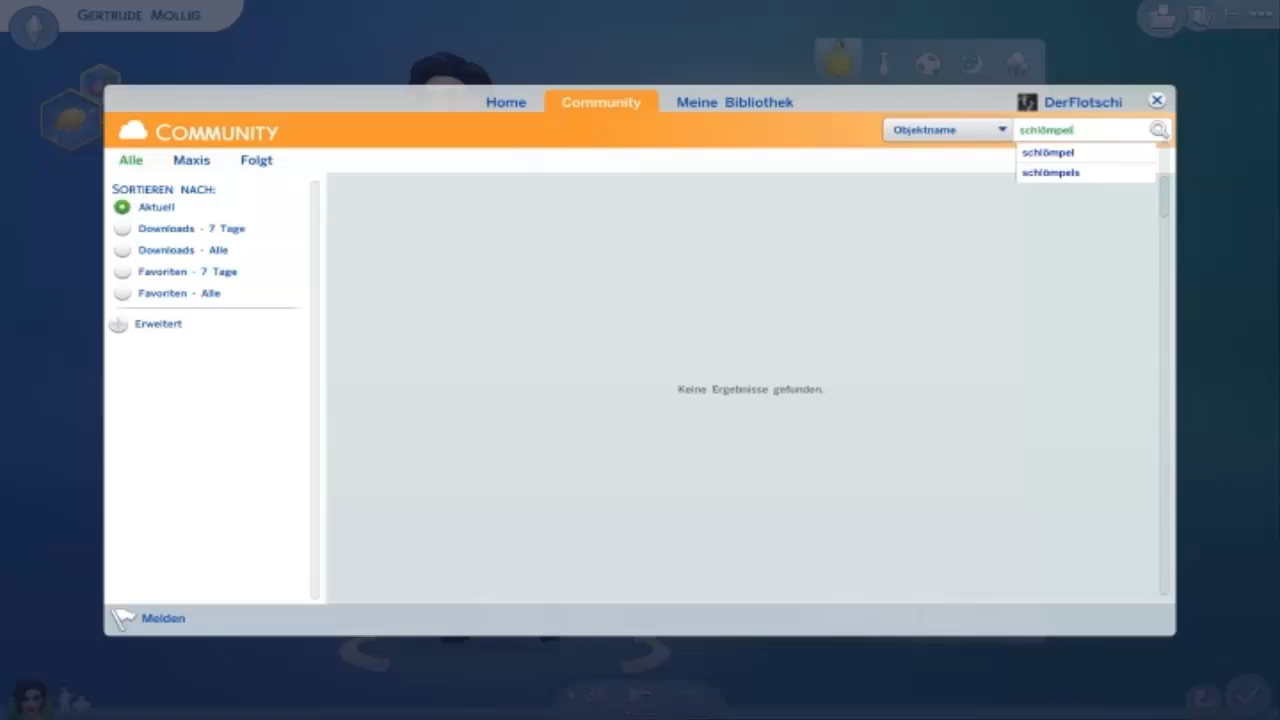 Gertrude Mollig
Home
Community
Meine Bibliothek
DerFlotschi
Community
Objektname
schlömpel
schlömpel
schlömpels
Alle
Maxis
Folgt
Sortieren nach:
Aktuell
Downloads - 7 Tage
Downloads - Alle
Favoriten - 7 Tage
Favoriten - Alle
Erweitert
Keine Ergebnisse gefunden.
Melden